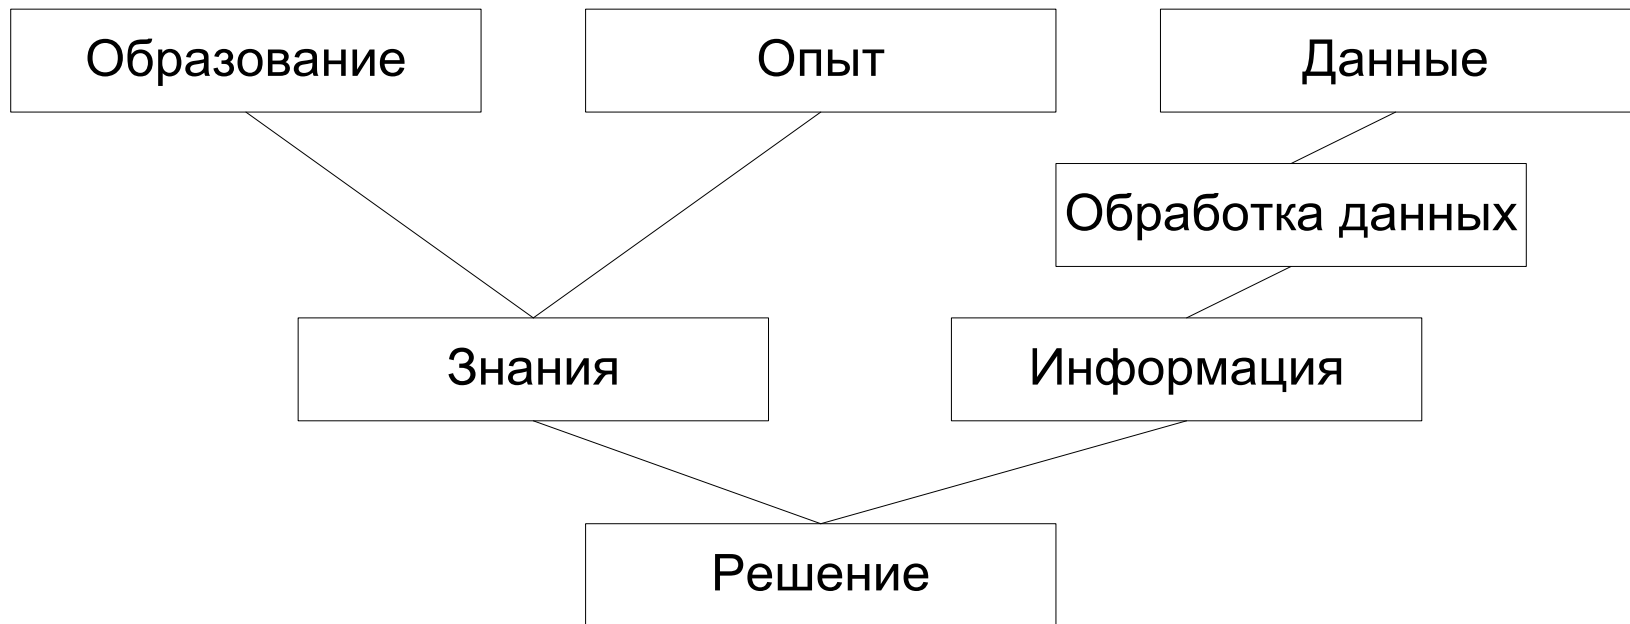 Образование
Опыт
Данные
Обработка данных
Знания
Информация
Решение